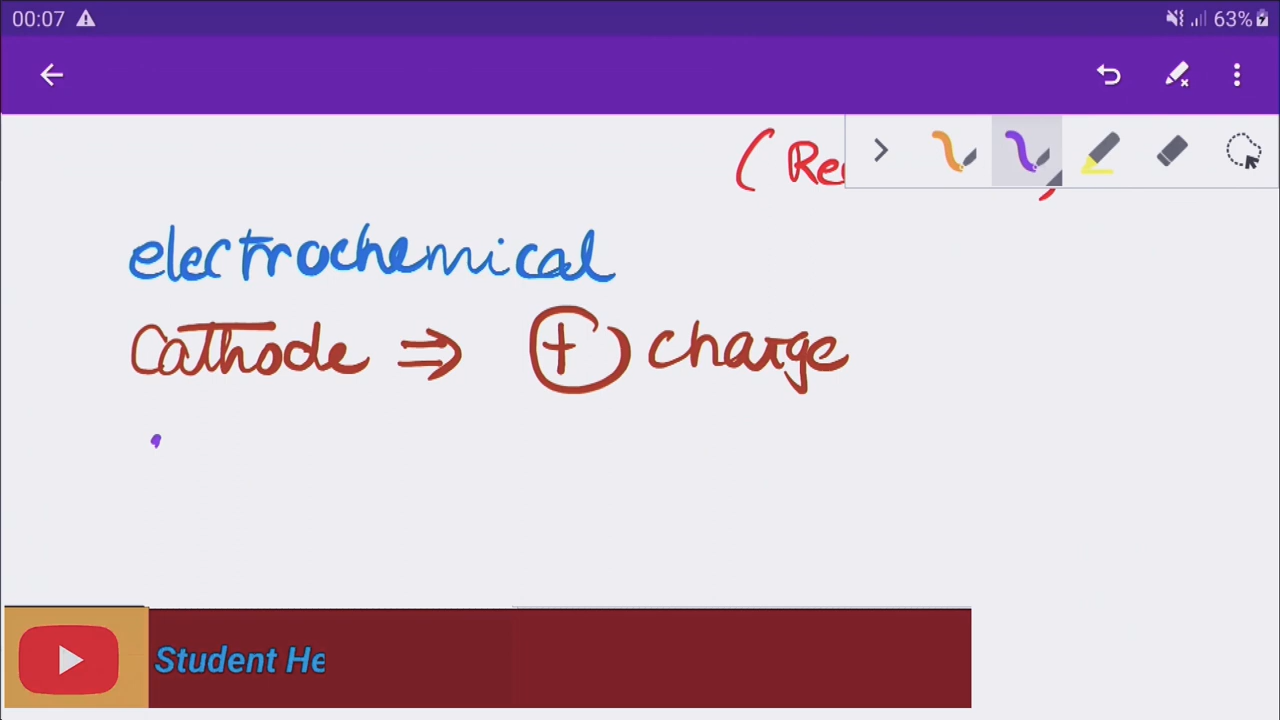 00:07 63%
(Re
electrochemical
Cathode ⇒ + charge
Student He